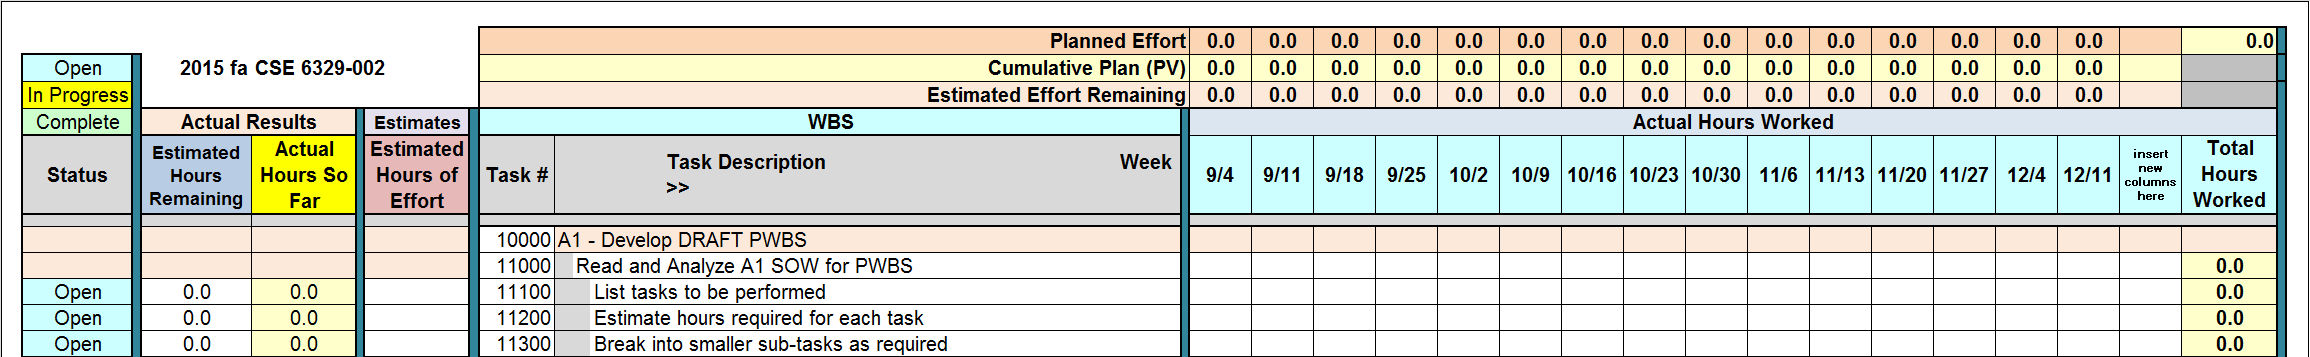 Planned Effort 0.0 0.0 0.0 0.0 0.0 0.0 0.0 0.0 0.0 0.0 0.0 0.0 0.0 0.0 0.0 0.0
Open 2015 fa CSE 6329-002 Cumulative Plan (PV) 0.0 0.0 0.0 0.0 0.0 0.0 0.0 0.0 0.0 0.0 0.0 0.0 0.0 0.0 0.0
In Progress Estimated Effort Remaining 0.0 0.0 0.0 0.0 0.0 0.0 0.0 0.0 0.0 0.0 0.0 0.0 0.0 0.0 0.0
Complete Actual Results Estimates WBS Actual Hours Worked
Status
Estimated
Hours
Remaining
Actual
Hours So
Far
Estimated
Hours of
Effort
Task #
Task Description Week
>>
9/4 9/11 9/18 9/25 10/2 10/9 10/16 10/23 10/30 11/6 11/13 11/20 11/27 12/4 12/11
insert
new
columns
here
Total
Hours
Worked
10000 A1 - Develop DRAFT PWBS
11000 Read and Analyze A1 SOW for PWBS 0.0
Open 0.0 0.0 11100 List tasks to be performed 0.0
Open 0.0 0.0 11200 Estimate hours required for each task 0.0
Open 0.0 0.0 11300 Break into smaller sub-tasks as required 0.0